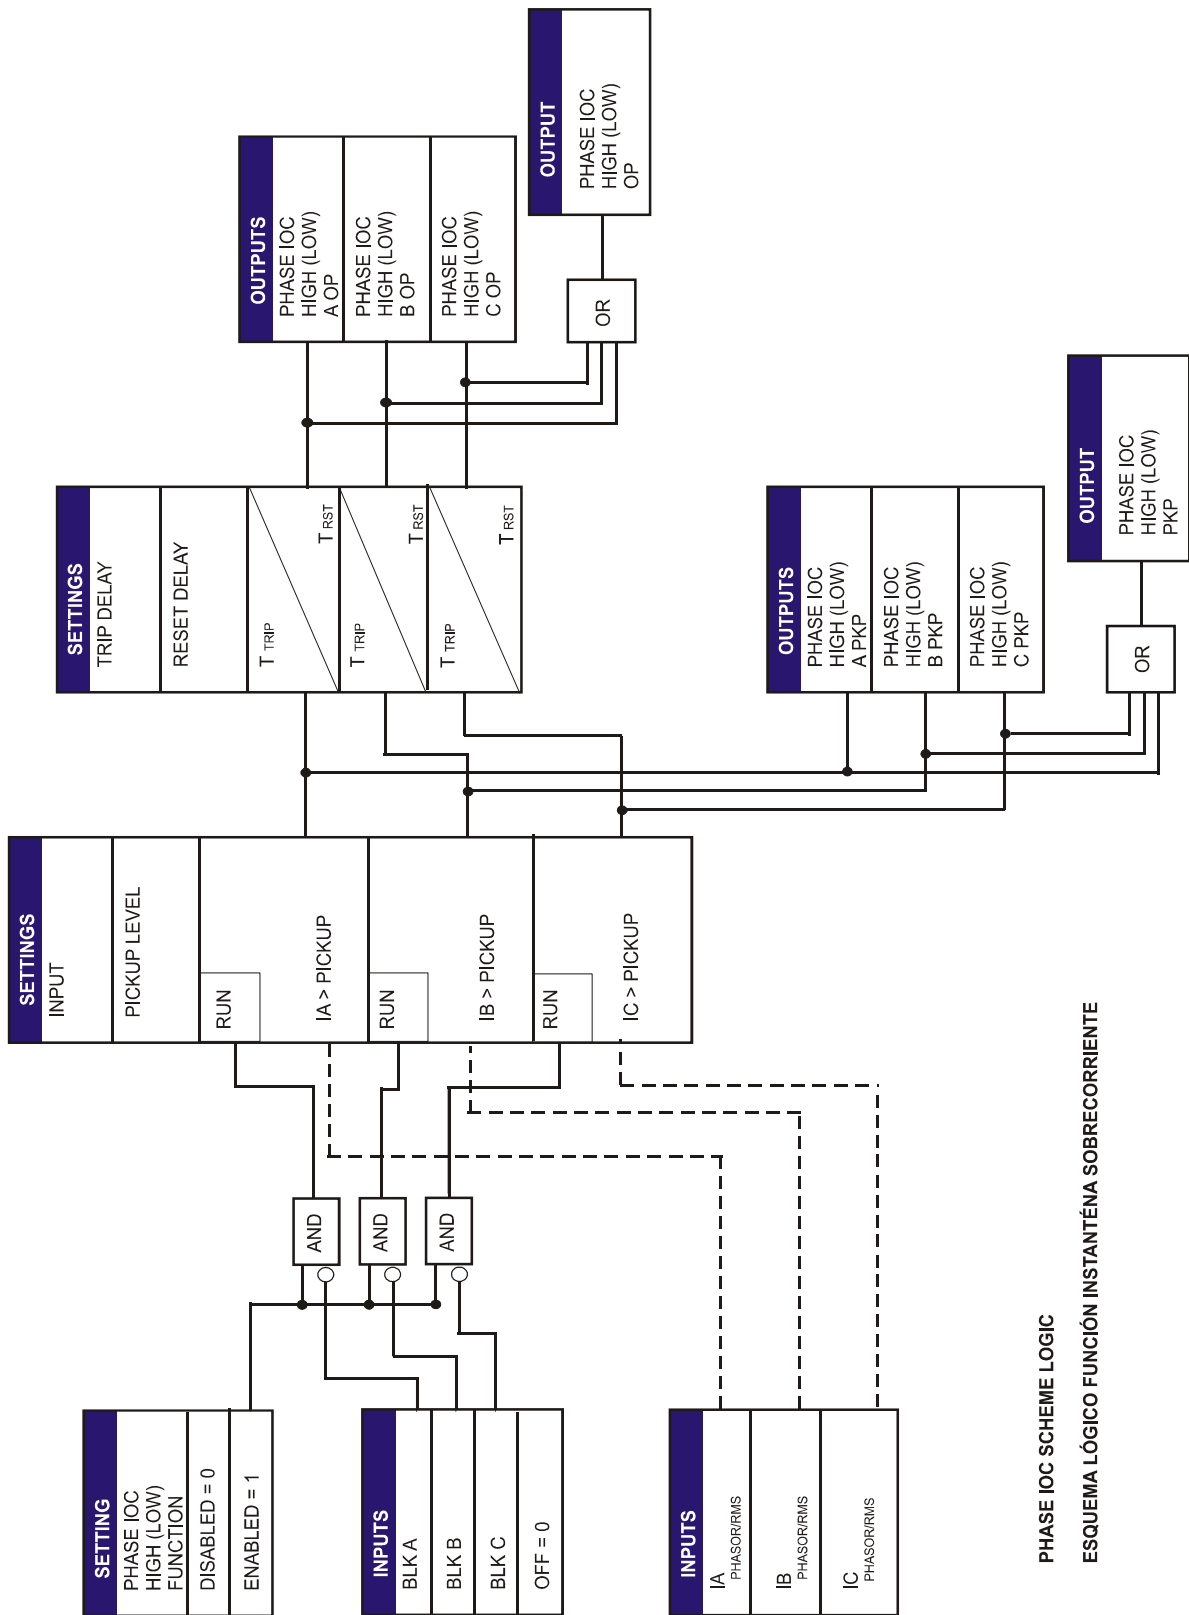 SETTING
PHASE IOC
HIGH (LOW)
FUNCTION
DISABLED = 0
ENABLED = 1
INPUTS
BLK A
BLK B
BLK C
OFF = 0
INPUTS
IA
PHASOR/RMS
IB
PHASOR/RMS
IC
PHASOR/RMS
AND
AND
AND
SETTINGS
INPUT
PICKUP LEVEL
RUN
IA > PICKUP
RUN
IB > PICKUP
RUN
IC > PICKUP
SETTINGS
TRIP DELAY
RESET DELAY
T TRIP
T RST
T TRIP
T RST
T TRIP
T RST
OUTPUTS
PHASE IOC
HIGH (LOW)
A OP
PHASE IOC
HIGH (LOW)
B OP
PHASE IOC
HIGH (LOW)
C OP
OR
OUTPUT
PHASE IOC
HIGH (LOW)
OP
OUTPUTS
PHASE IOC
HIGH (LOW)
A PKP
PHASE IOC
HIGH (LOW)
B PKP
PHASE IOC
HIGH (LOW)
C PKP
OR
OUTPUT
PHASE IOC
HIGH (LOW)
PKP
PHASE IOC SCHEME LOGIC
ESQUEMA LÓGICO FUNCIÓN INSTANTÉNA SOBRECORRIENTE